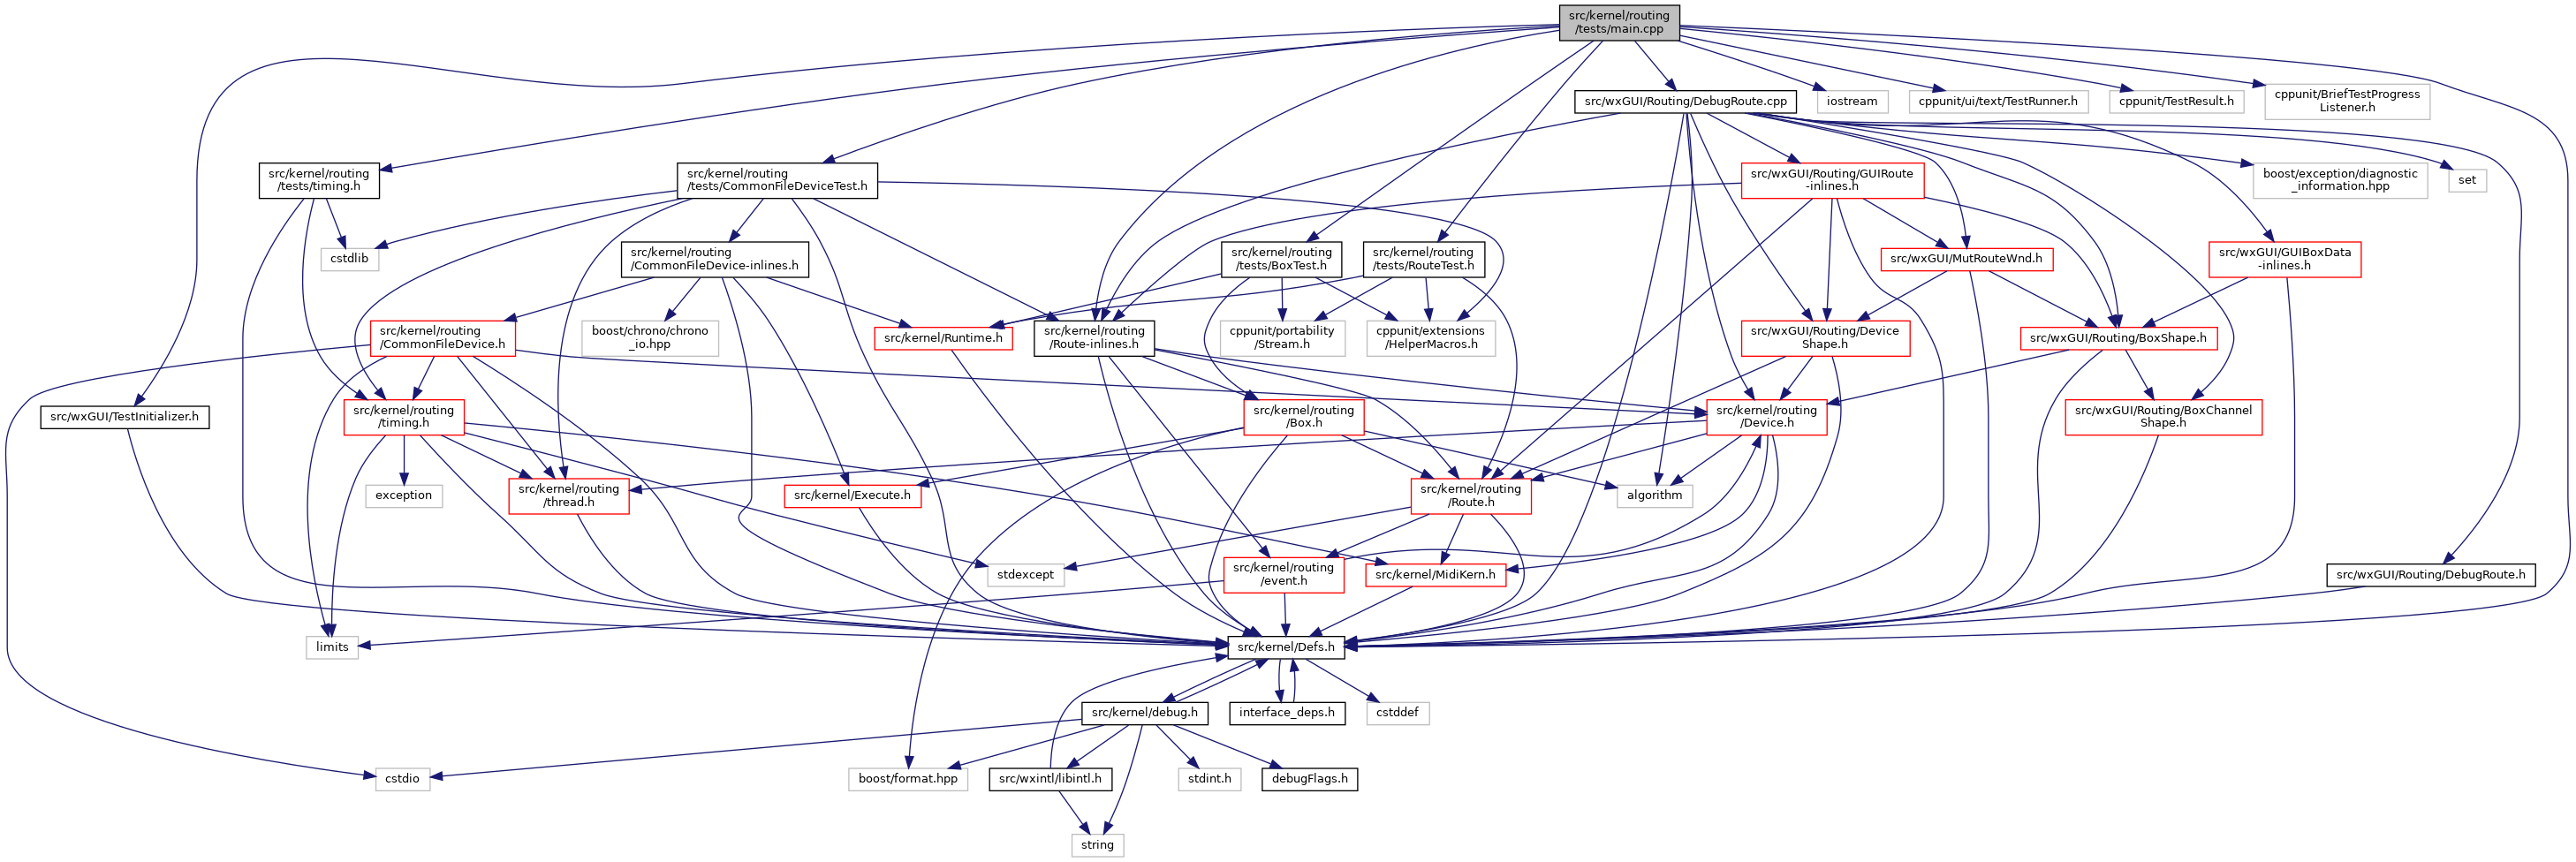 src/kernel/routing
/tests/main.cpp
src/wxGUI/Routing/DebugRoute.cpp
iostream
cppunit/ui/text/TestRunner.h
cppunit/TestResult.h
cppunit/BriefTestProgress
Listener.h
src/kernel/routing
/tests/timing.h
src/kernel/routing
/tests/CommonFileDeviceTest.h
src/wxGUI/Routing/GUIRoute
-inlines.h
boost/exception/diagnostic
_information.hpp
set
cstdlib
src/kernel/routing
/CommonFileDevice-inlines.h
src/kernel/routing
/tests/BoxTest.h
src/kernel/routing
/tests/RouteTest.h
src/wxGUI/MutRouteWnd.h
src/wxGUI/GUIBoxData
-inlines.h
src/kernel/routing
/CommonFileDevice.h
boost/chrono/chrono
_io.hpp
src/kernel/Runtime.h
src/kernel/routing
/Route-inlines.h
cppunit/portability
/Stream.h
cppunit/extensions
/HelperMacros.h
src/wxGUI/Routing/Device
Shape.h
src/wxGUI/Routing/BoxShape.h
src/wxGUI/TestInitializer.h
src/kernel/routing
/timing.h
src/kernel/routing
/Box.h
src/kernel/routing
/Device.h
src/wxGUI/Routing/BoxChannel
Shape.h
exception
src/kernel/routing
/thread.h
src/kernel/Execute.h
src/kernel/routing
/Route.h
algorithm
stdexcept
src/kernel/routing
/event.h
src/kernel/MidiKern.h
src/wxGUI/Routing/DebugRoute.h
limits
src/kernel/Defs.h
src/kernel/debug.h
interface_deps.h
cstddef
cstdio
boost/format.hpp
src/wxintl/libintl.h
stdint.h
debugFlags.h
string